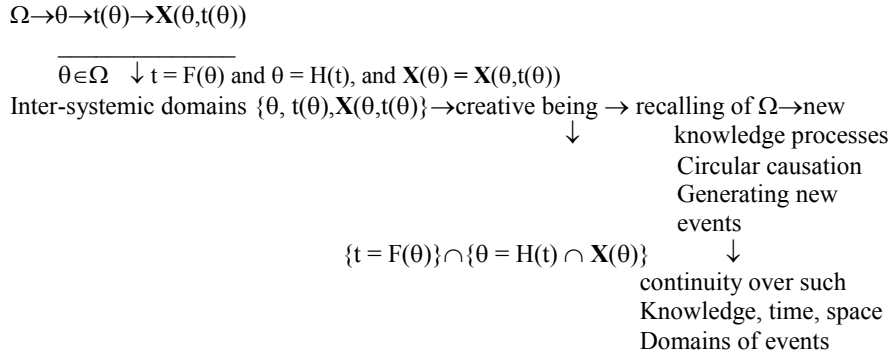 Ω→θ→t(θ)→X(θ,t(θ))
θ∈Ω ↓ t = F(θ) and θ = H(t), and X(θ) = X(θ,t(θ))
Inter-systemic domains {θ, t(θ),X(θ,t(θ)}→creative being → recalling of Ω→new
↓ knowledge processes
Circular causation
Generating new
events
{t = F(θ)}∩{θ = H(t) ∩ X(θ)} ↓
continuity over such
Knowledge, time, space
Domains of events